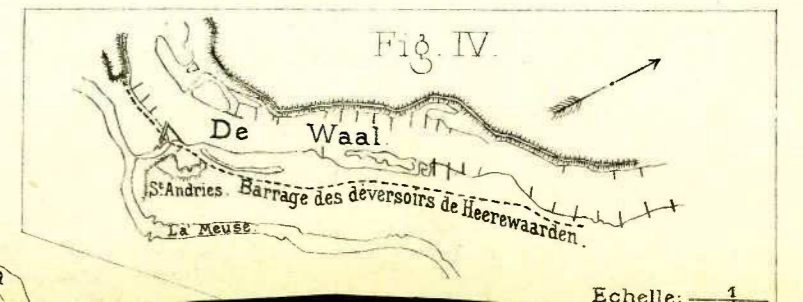 Fig. IV.
De Waal.
St Andries.
Barrage des déversoirs de Heerewaarden.
La Meuse.
Echelle: 1